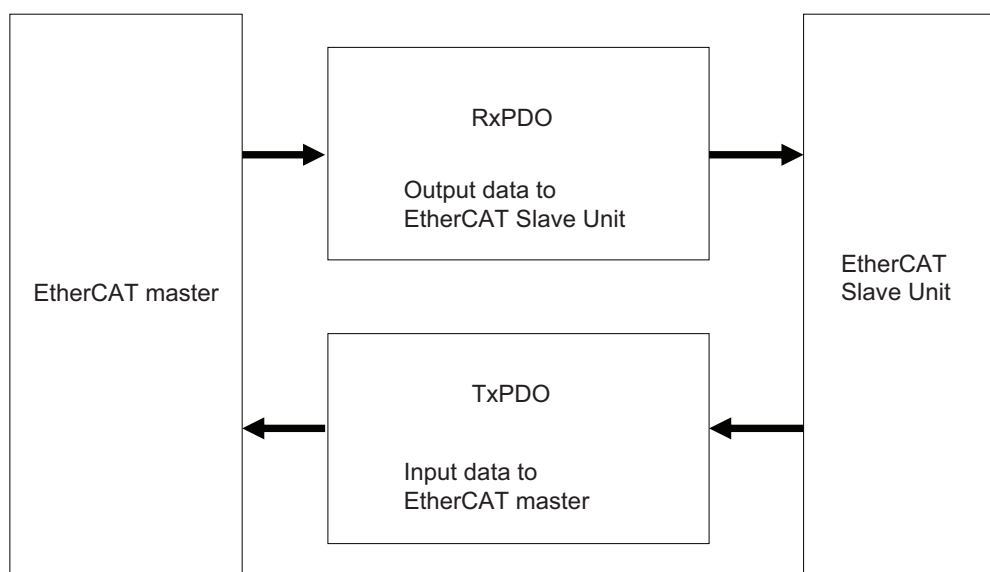 RxPDO
Output data to
EtherCAT Slave Unit
EtherCAT master
EtherCAT
Slave Unit
TxPDO
Input data to
EtherCAT master